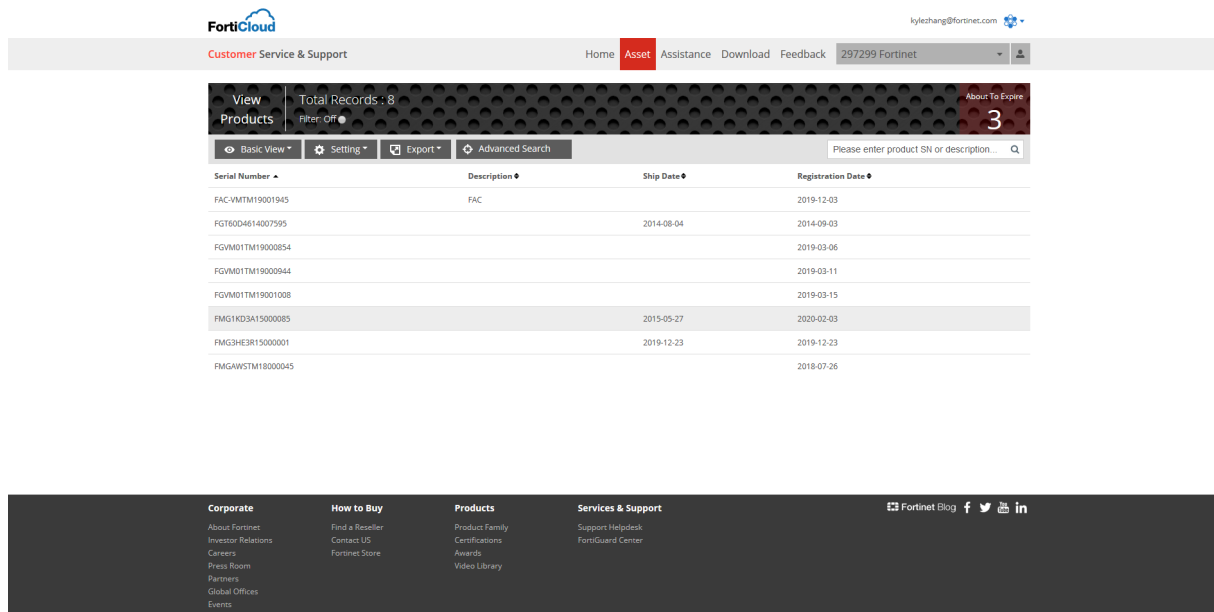 FortiCloud
kylezhang@fortinet.com
Customer Service & Support
Home Asset Assistance Download Feedback 297299 Fortinet
View Products
Total Records : 8
Filter: Off
About To Expire
3
Basic View Setting Export Advanced Search
Please enter product SN or description...
Serial Number Description Ship Date Registration Date
FAC-VMTM19001945 FAC 2019-12-03
FGT60D4614007595 2014-08-04 2014-09-03
FGVM01TM19000854 2019-03-06
FGVM01TM19000944 2019-03-11
FGVM01TM19001008 2019-03-15
FMG1KD3A15000085 2015-05-27 2020-02-03
FMG3HE3R15000001 2019-12-23 2019-12-23
FMGAWSTM18000045 2018-07-26
Corporate How to Buy Products Services & Support Fortinet Blog
About Fortinet Find a Reseller Product Family Support Helpdesk
Investor Relations Contact US Certifications FortiGuard Center
Careers Fortinet Store Awards
Press Room Video Library
Partners
Global Offices
Events